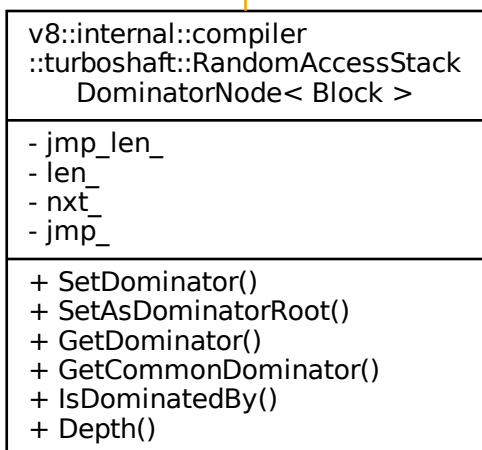 v8::internal::compiler
::turboshaft::RandomAccessStack
DominatorNode< Block >
- jmp_len_
- len_
- nxt_
- jmp_
+ SetDominator()
+ SetAsDominatorRoot()
+ GetDominator()
+ GetCommonDominator()
+ IsDominatedBy()
+ Depth()